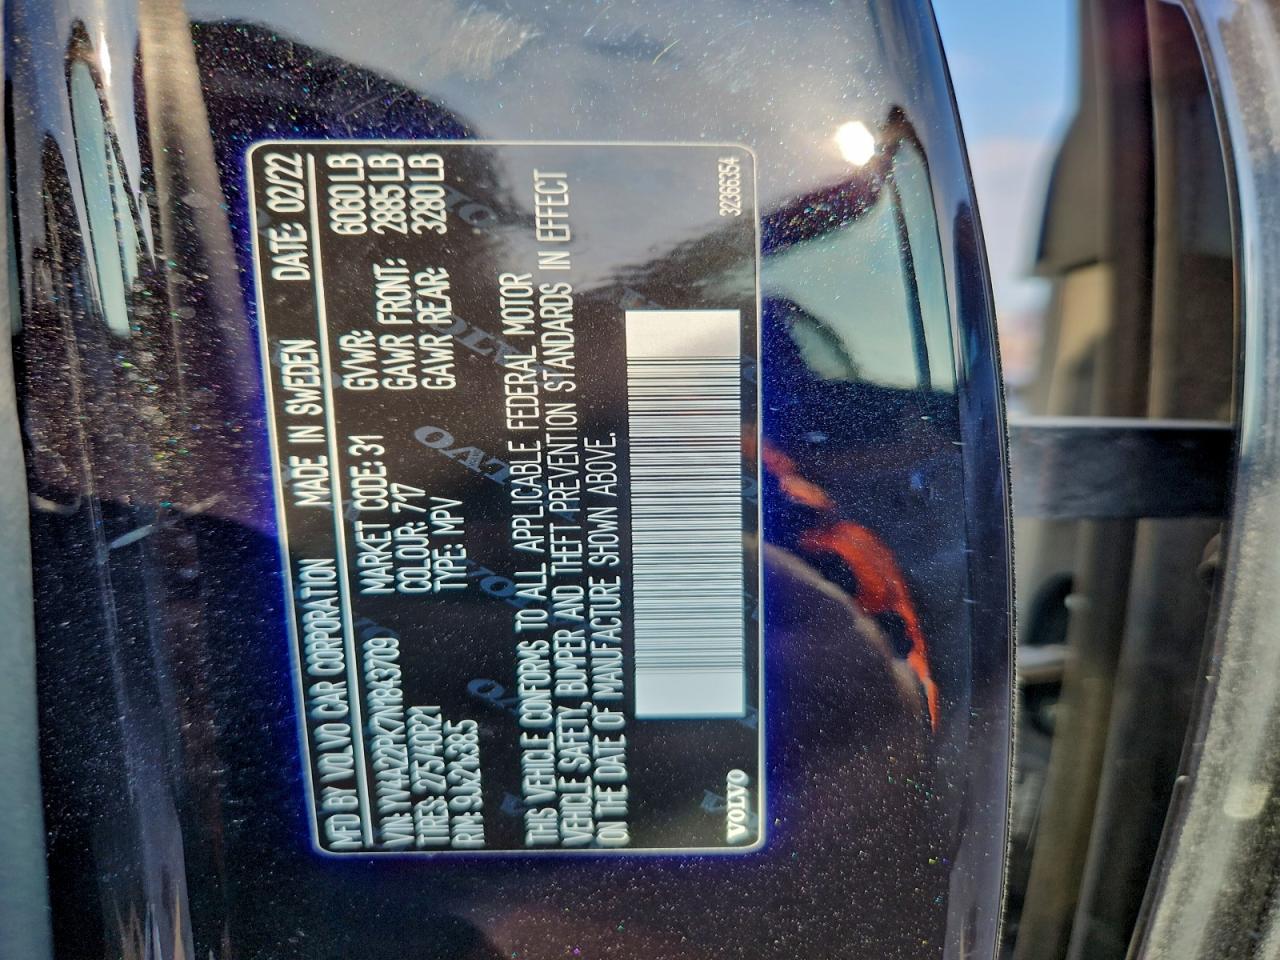 MFD BY VOLVO CAR CORPORATION MADE IN SWEDEN DATE: 02/22
VIN: YV4A22PK7N1843709 MARKET CODE: 31 GVWR: 6060 LB
TIRES: 275/40R21 COLOUR: 717 GAWR FRONT: 2885 LB
RIM: 9JX21X38.5 TYPE: MPV GAWR REAR: 3280 LB
THIS VEHICLE CONFORMS TO ALL APPLICABLE FEDERAL MOTOR
VEHICLE SAFETY, BUMPER AND THEFT PREVENTION STANDARDS IN EFFECT
ON THE DATE OF MANUFACTURE SHOWN ABOVE.
VOLVO 32366354